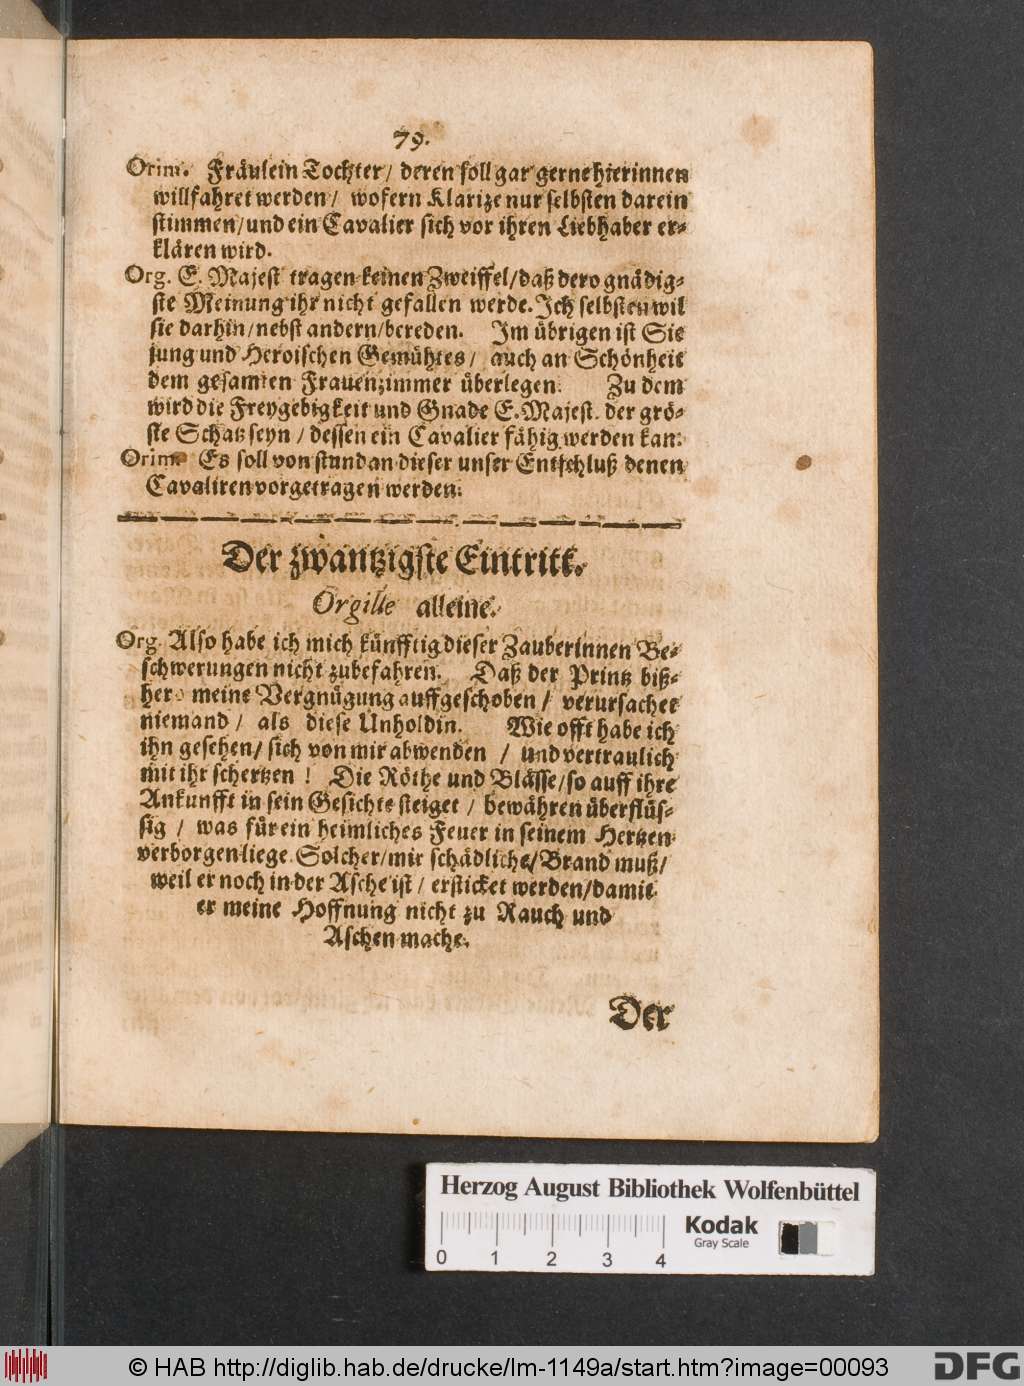 79.
Orim. Fräulein Tochter / deren soll gar gerne hierinnen
willfahret werden / wofern Klarize nur selbsten darein
stimmen / und ein Cavalier sich vor ihren Liebhaber er-
klären wird.
Org. E. Majest tragen keinen Zweiffel / daß dero gnädig-
ste Meinung ihr nicht gefallen werde. Ich selbsten wil
sie darhin / nebst andern / bereden. Im übrigen ist Sie
jung und Heroischen Gemühtes / auch an Schönheit
dem gesamten Frauenzimmer überlegen. Zu dem
wird die Freygebigkeit und Gnade E. Majest. der grö-
ste Schatz seyn / dessen ein Cavalier fähig werden kan.
Orim. Es soll von stund an dieser unser Entschluß denen
Cavaliren vorgetragen werden.
Der zwantzigste Eintritt.
Orgille alleine.
Org. Also habe ich mich künfftig dieser Zauberinnen Be-
schwerungen nicht zubefahren. Daß der Printz biß-
hero meine Vergnügung auffgeschoben / verursachet
niemand / als diese Unholdin. Wie offt habe ich
ihn gesehen / sich von mir abwenden / und vertraulich
mit ihr schertzen ! Die Röthe und Blässe / so auff ihre
Ankunfft in sein Gesichte steiget / bewähren überflüs-
sig / was für ein heimliches Feuer in seinem Hertzen
verborgen liege. Solcher / mir schädliche / Brand muß /
weil er noch in der Asche ist / ersticket werden / damit
er meine Hoffnung nicht zu Rauch und
Aschen mache.
Der
Herzog August Bibliothek Wolfenbüttel
Kodak
Gray Scale
0 1 2 3 4
© HAB http://diglib.hab.de/drucke/lm-1149a/start.htm?image=00093
DFG